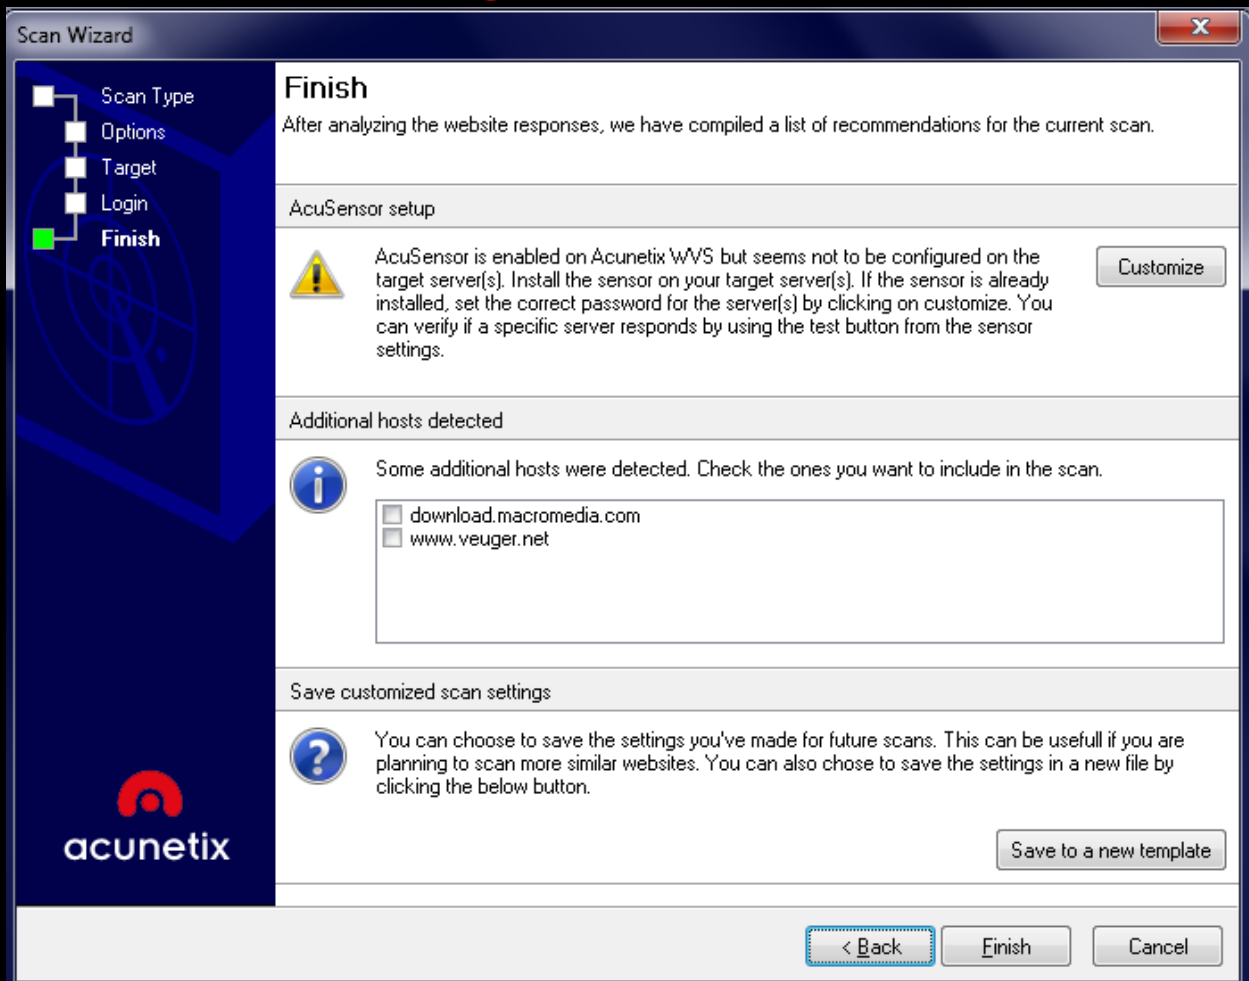 Scan Wizard
Scan Type
Options
Target
Login
Finish
acunetix
Finish
After analyzing the website responses, we have compiled a list of recommendations for the current scan.
AcuSensor setup
AcuSensor is enabled on Acunetix WVS but seems not to be configured on the
target server(s). Install the sensor on your target server(s). If the sensor is already
installed, set the correct password for the server(s) by clicking on customize. You
can verify if a specific server responds by using the test button from the sensor
settings.
Customize
Additional hosts detected
Some additional hosts were detected. Check the ones you want to include in the scan.
download.macromedia.com
www.veuger.net
Save customized scan settings
You can choose to save the settings you've made for future scans. This can be usefull if you are
planning to scan more similar websites. You can also chose to save the settings in a new file by
clicking the below button.
Save to a new template
< Back
Finish
Cancel